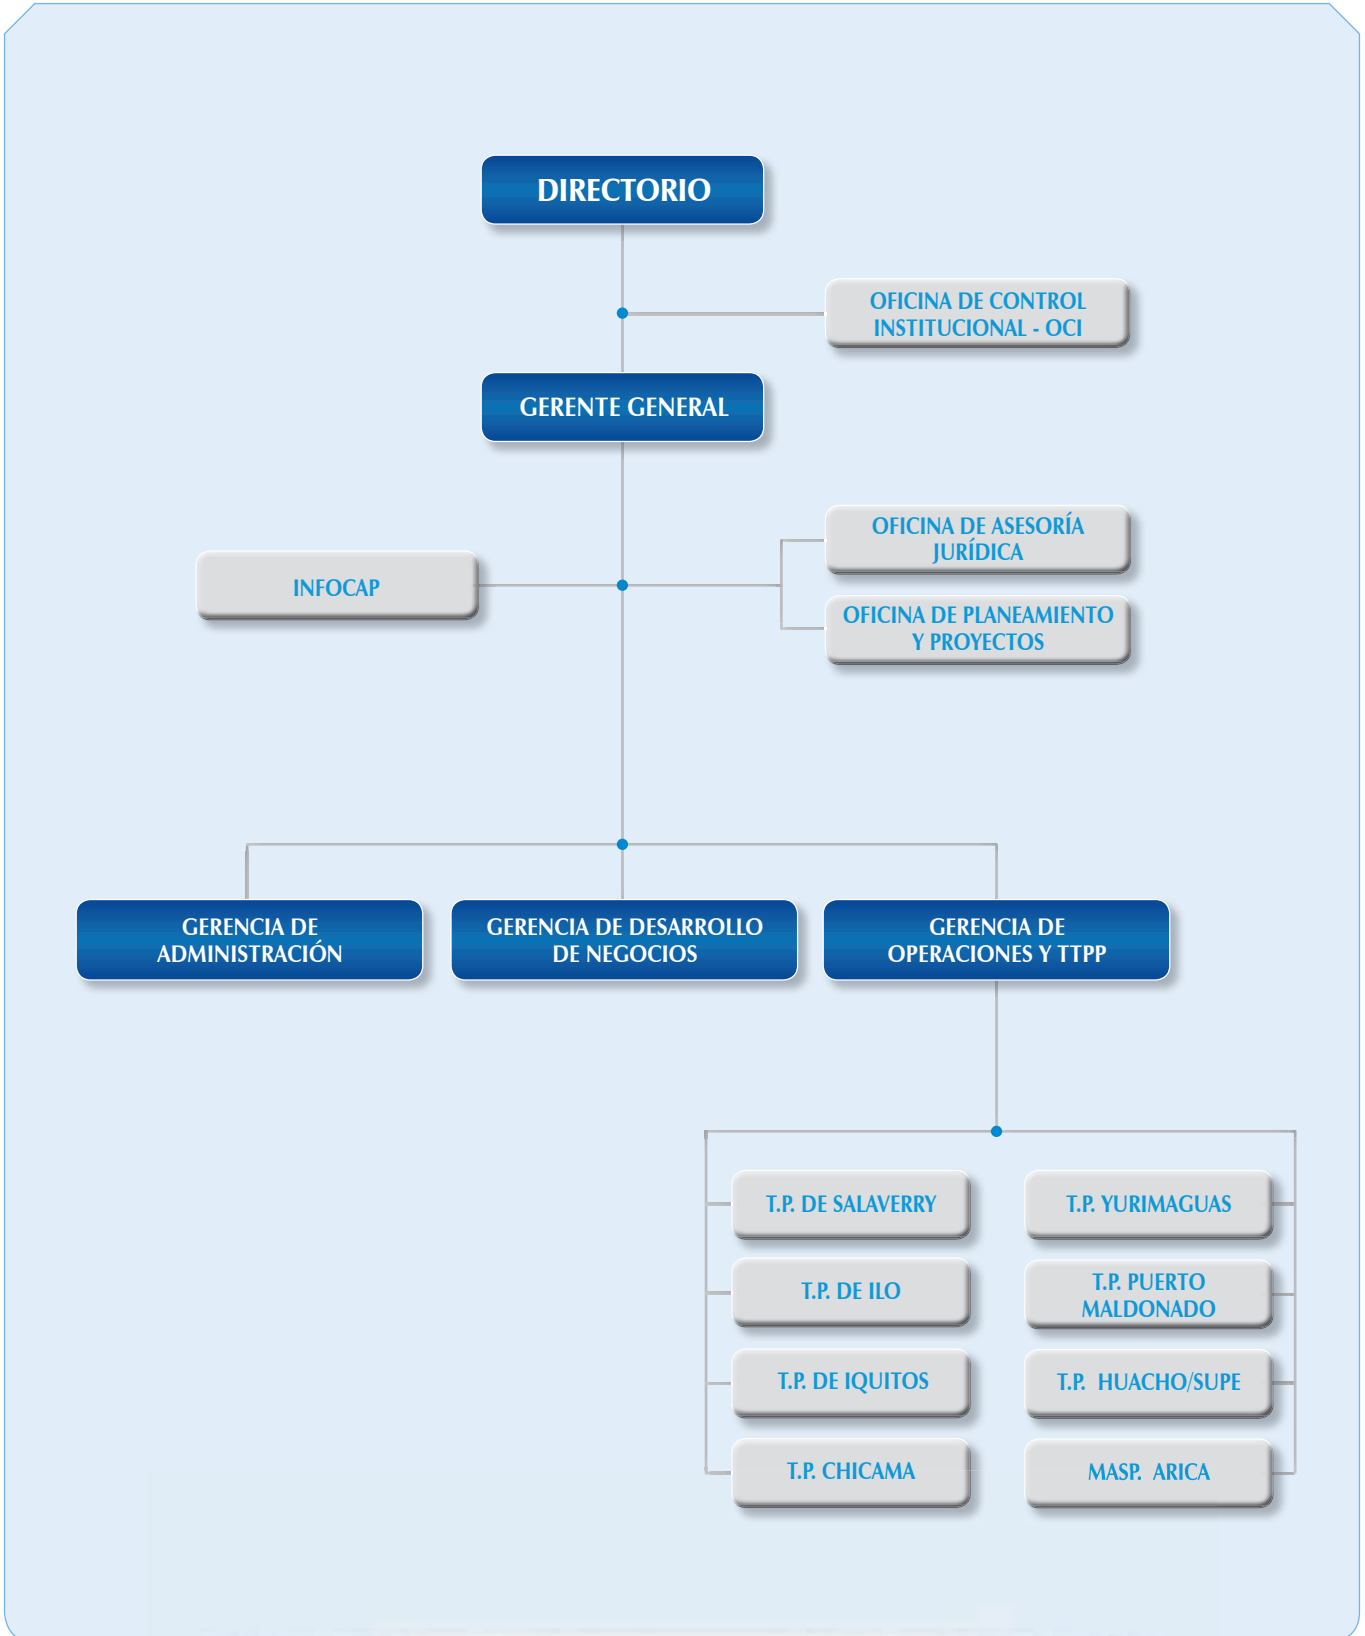 DIRECTORIO
OFICINA DE CONTROL
INSTITUCIONAL - OCI
GERENTE GENERAL
OFICINA DE ASESORÍA
JURÍDICA
INFOCAP
OFICINA DE PLANEAMIENTO
Y PROYECTOS
GERENCIA DE
ADMINISTRACIÓN
GERENCIA DE DESARROLLO
DE NEGOCIOS
GERENCIA DE
OPERACIONES Y TTPP
T.P. DE SALAVERRY
T.P. YURIMAGUAS
T.P. DE ILO
T.P. PUERTO
MALDONADO
T.P. DE IQUITOS
T.P. HUACHO/SUPE
T.P. CHICAMA
MASP. ARICA